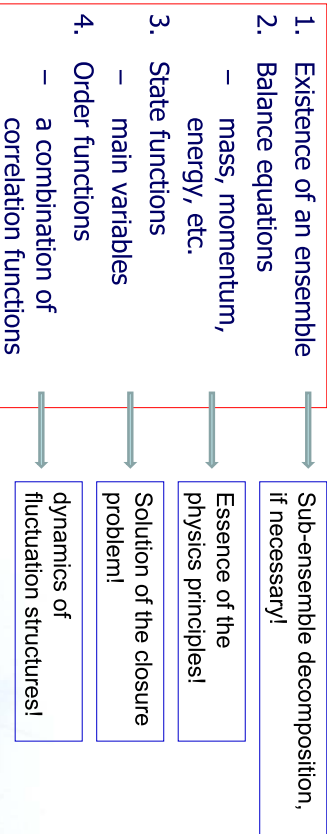 1. Existence of an ensemble
2. Balance equations
– mass, momentum,
energy, etc.
3. State functions
– main variables
4. Order functions
– a combination of
correlation functions
Sub-ensemble decomposition,
if necessary!
Essence of the
physics principles!
Solution of the closure
problem!
dynamics of
fluctuation structures!